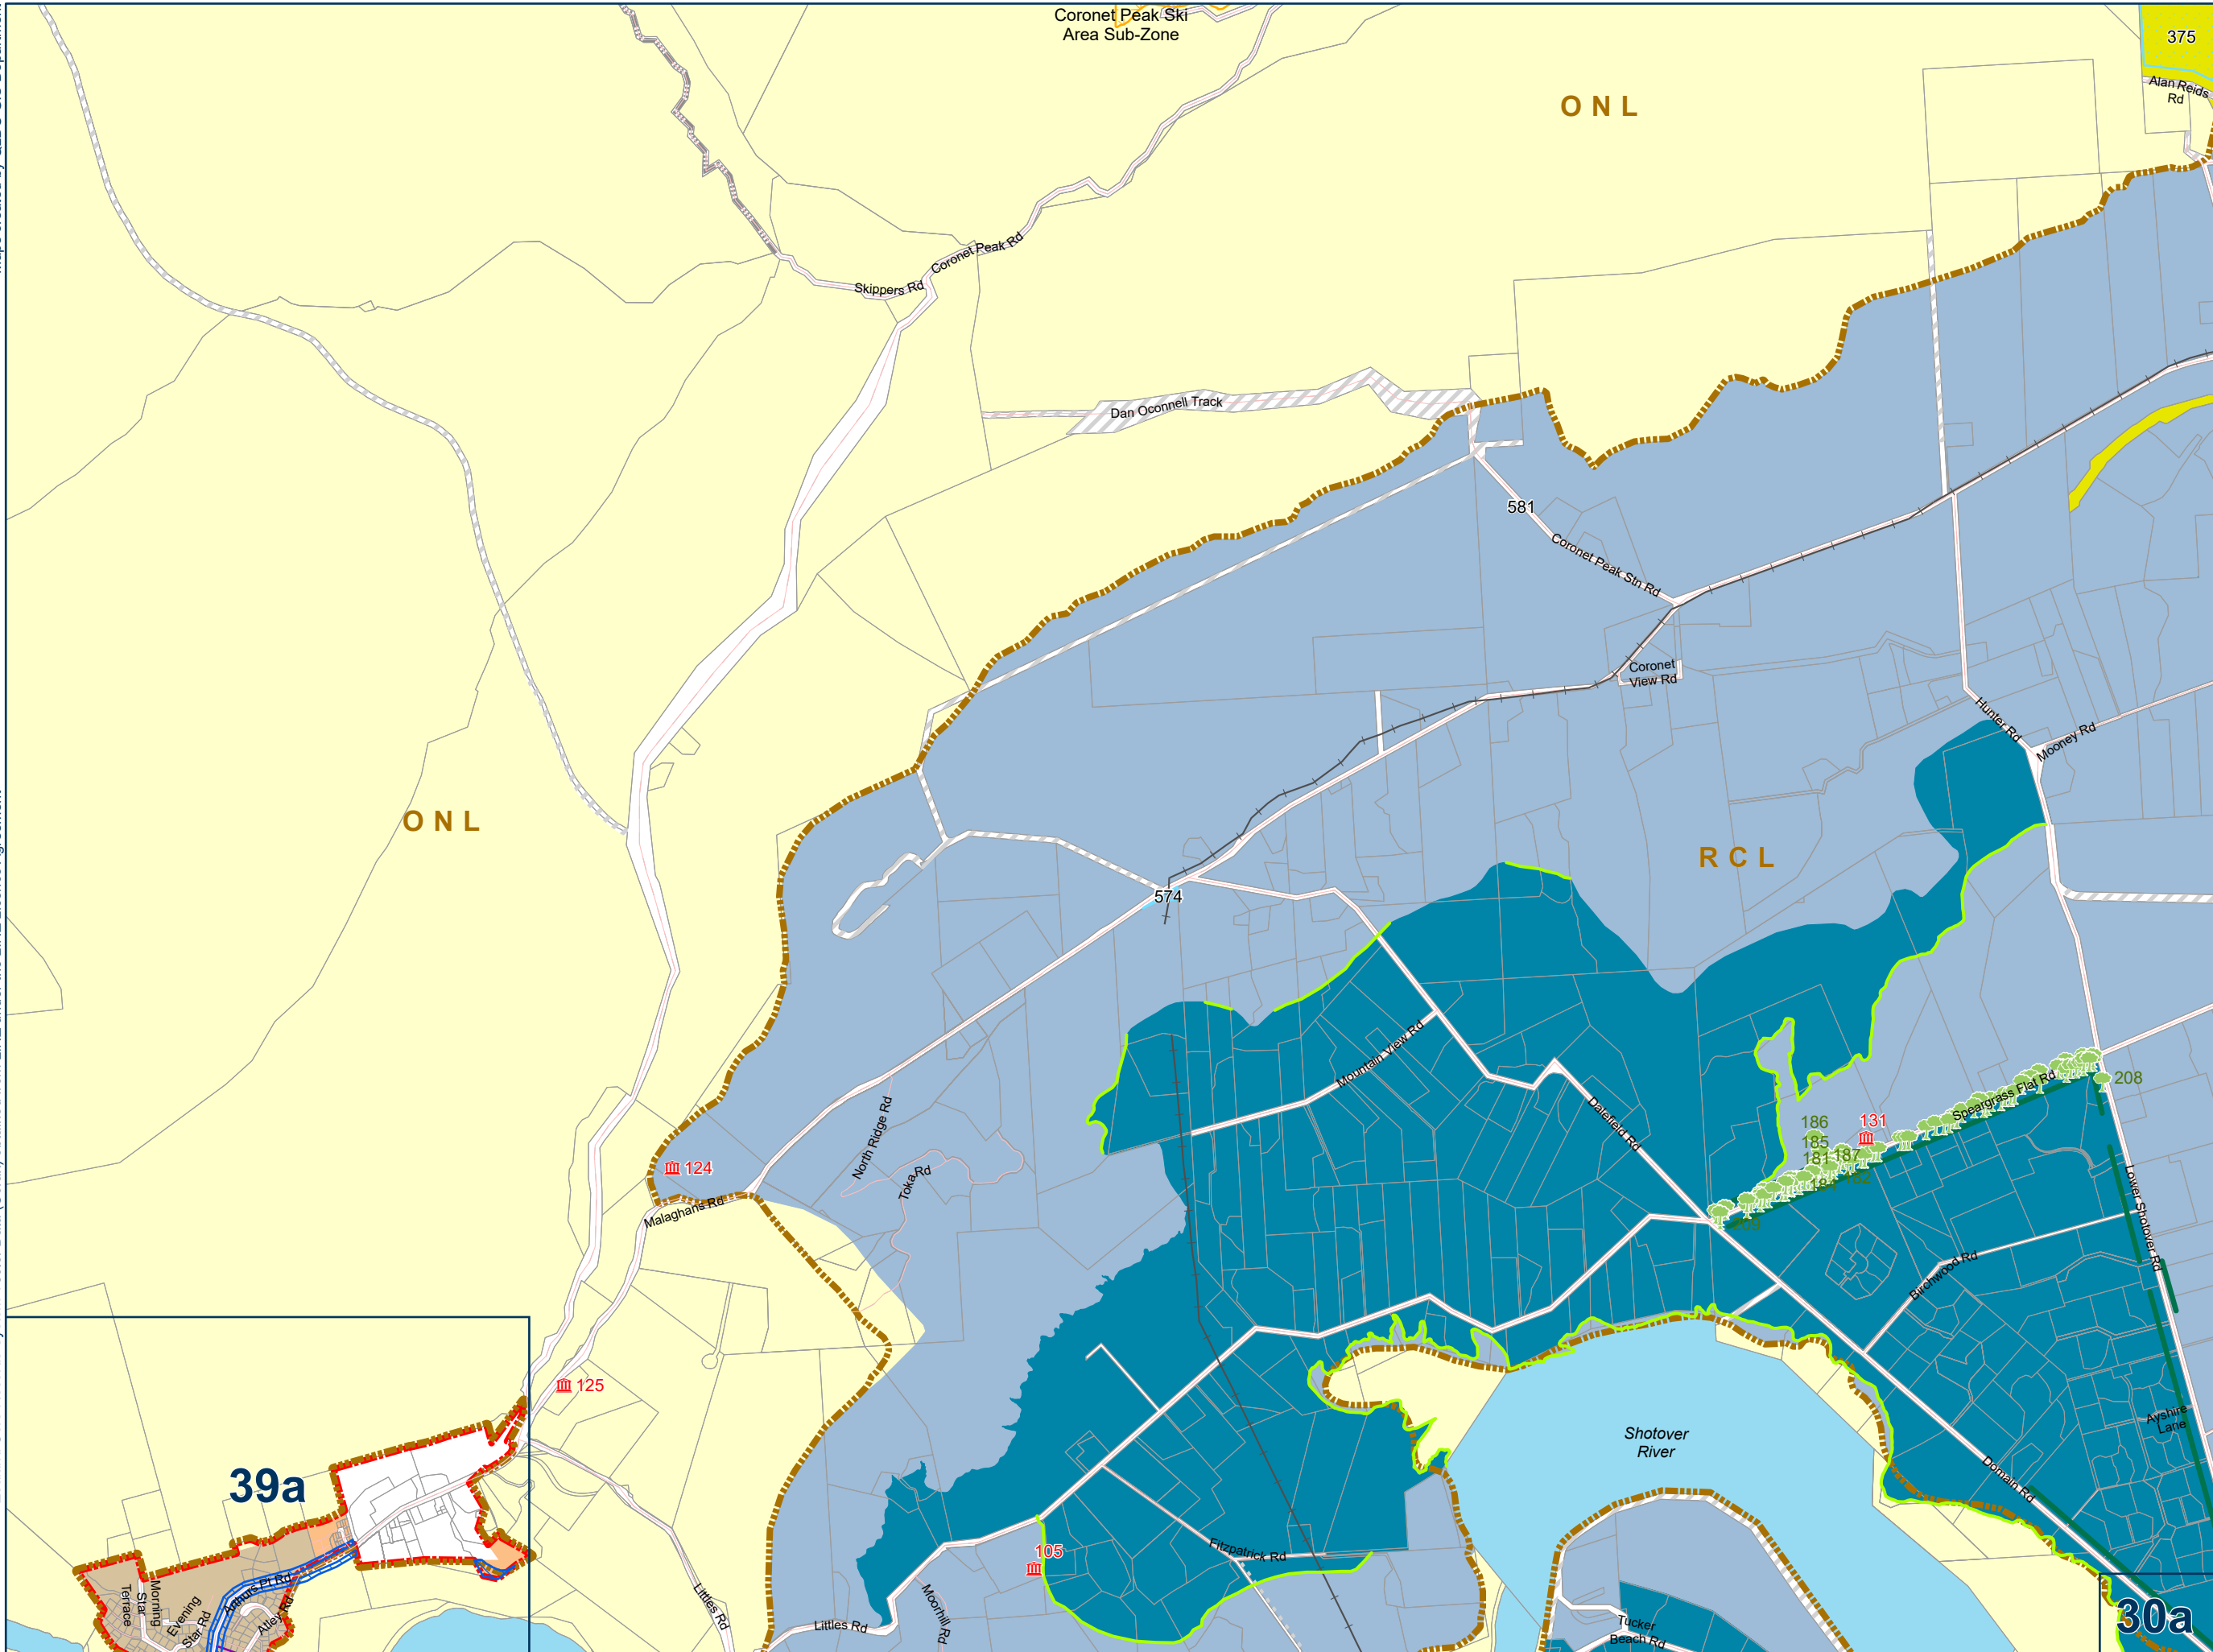 Coronet Peak Ski
Area Sub-Zone
375
Alan Reids
Rd
ONL
Coronet Peak Rd
Skippers Rd
Dan Oconnell Track
581
Coronet Peak Stn Rd
Coronet
View Rd
Hunter Rd
Mooney Rd
ONL
RCL
574
Mountain View Rd
Dalefield Rd
Speargrass Flat Rd
208
186
131
185
181
187
182
184
209
North Ridge Rd
Toka Rd
124
Malaghans Rd
Lower Shotover Rd
Birchwood Rd
125
Ayshire
Lane
Shotover
River
Domain Rd
39a
105
Fitzpatrick Rd
Morning
Star
Terrace
Evening
Star Rd
Arthurs Pt Rd
Atley Rd
Littles Rd
Littles Rd
Moorhill Rd
Tucker
Beach Rd
30a